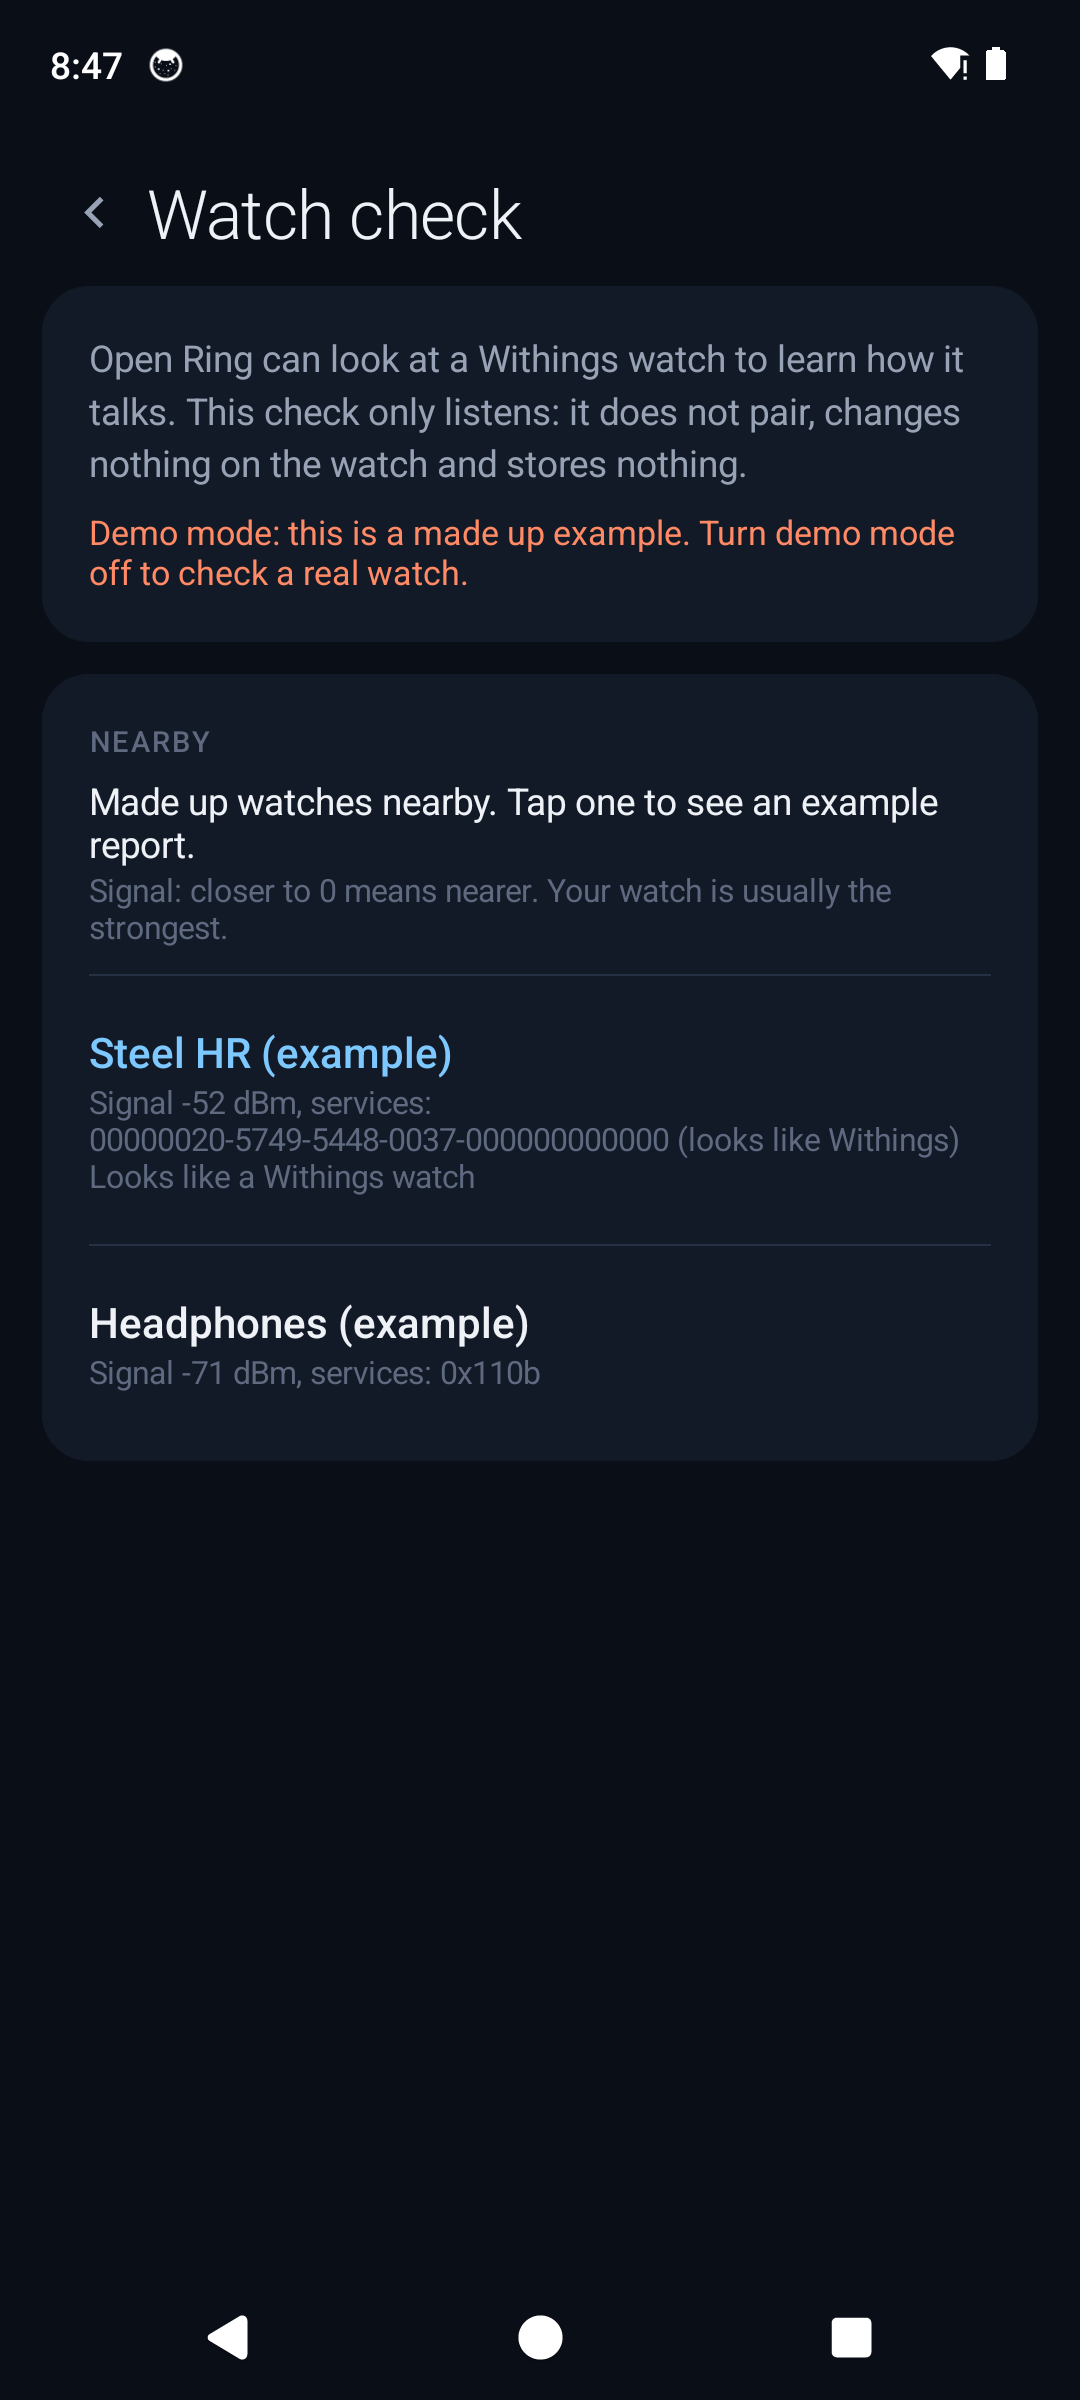 8:47
Watch check
Open Ring can look at a Withings watch to learn how it
talks. This check only listens: it does not pair, changes
nothing on the watch and stores nothing.
Demo mode: this is a made up example. Turn demo mode
off to check a real watch.
NEARBY
Made up watches nearby. Tap one to see an example
report.
Signal: closer to 0 means nearer. Your watch is usually the
strongest.
Steel HR (example)
Signal -52 dBm, services:
00000020-5749-5448-0037-000000000000 (looks like Withings)
Looks like a Withings watch
Headphones (example)
Signal -71 dBm, services: 0x110b